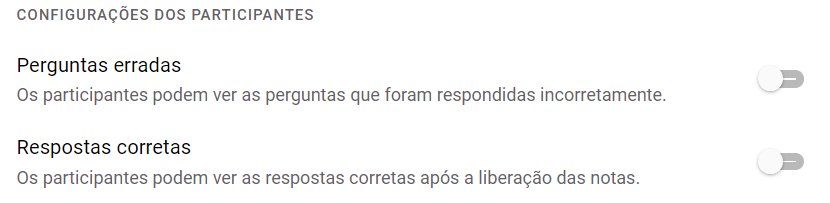 CONFIGURAÇÕES DOS PARTICIPANTES
Perguntas erradas
Os participantes podem ver as perguntas que foram respondidas incorretamente.
Respostas corretas
Os participantes podem ver as respostas corretas após a liberação das notas.